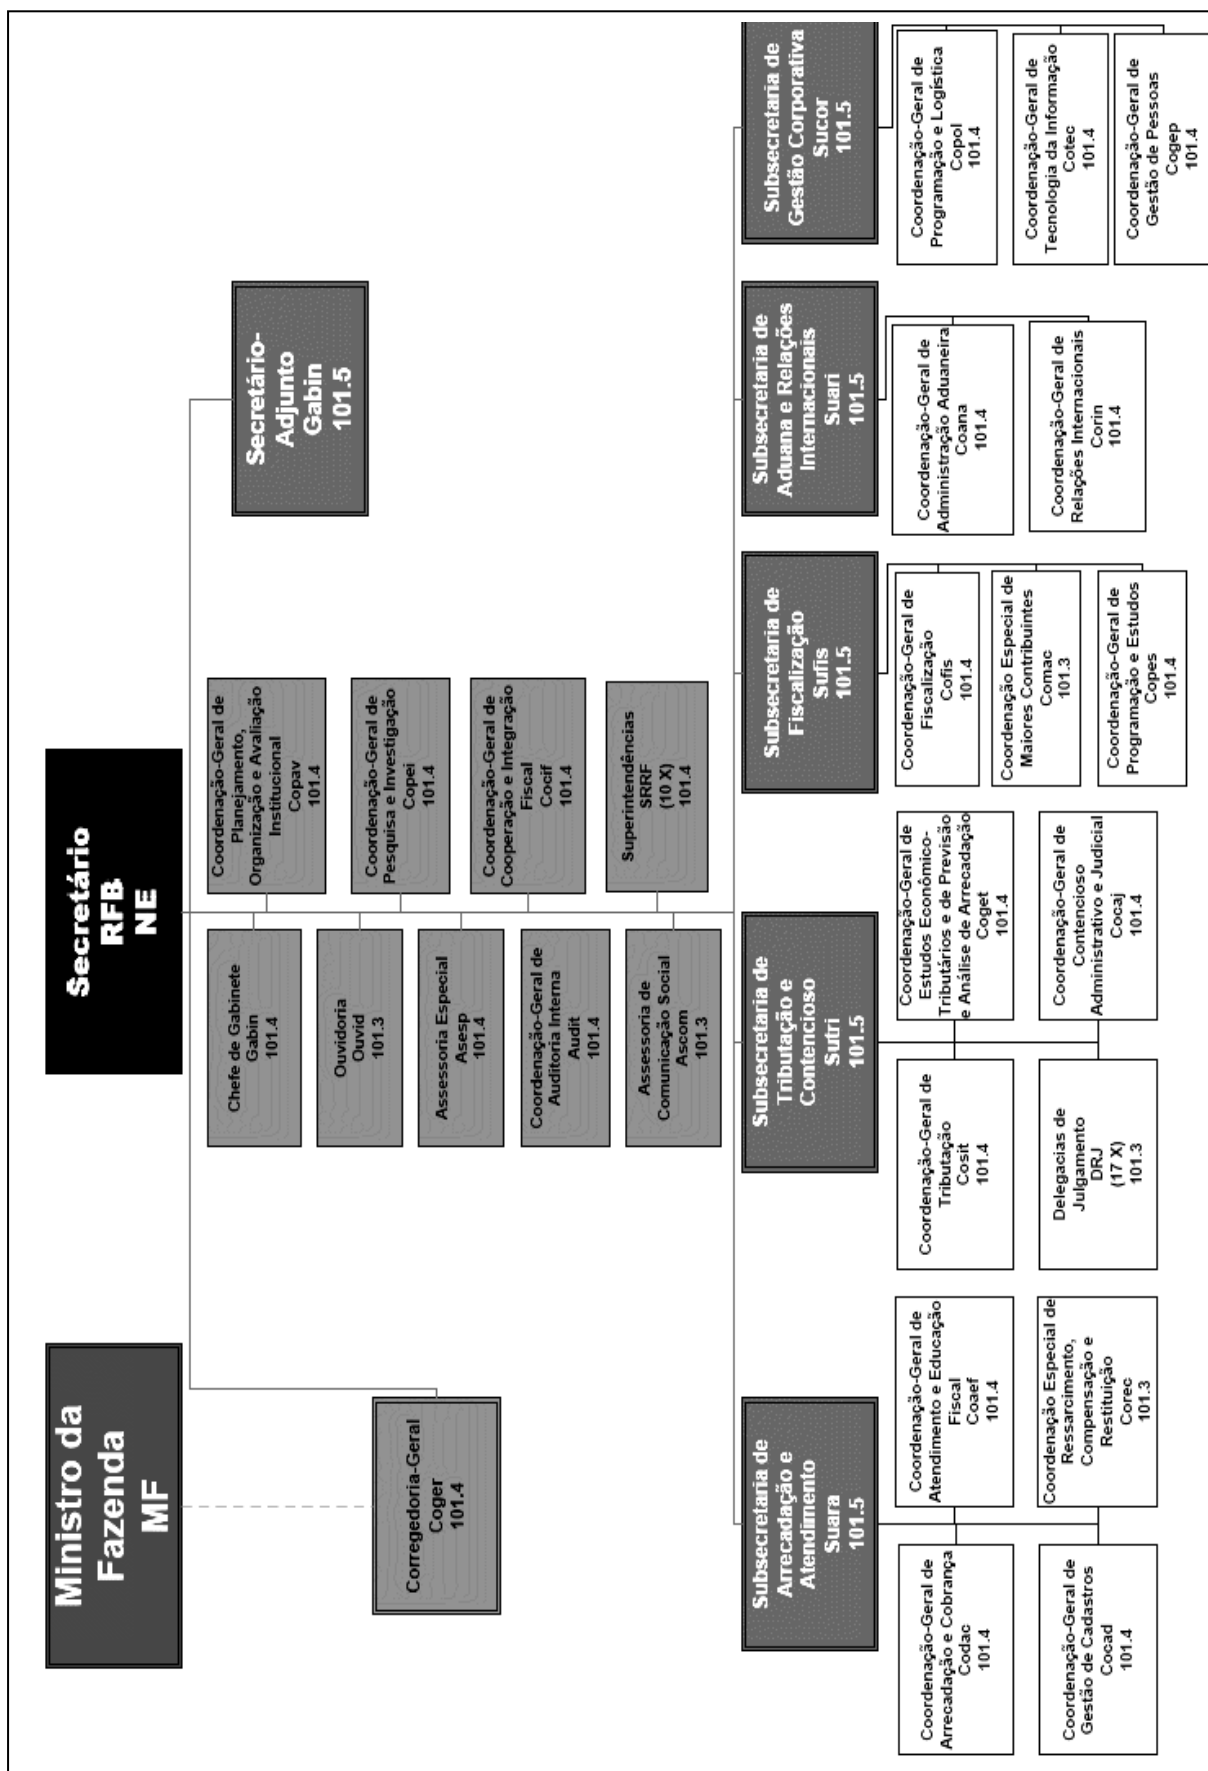 Ministro da
Fazenda
MF
Secretário
RFB
NE
Secretário-
Adjunto
Gabin
101.5
Corregedoria-Geral
Coger
101.4
Chefe de Gabinete
Gabin
101.4
Coordenação-Geral de
Planejamento,
Organização e Avaliação
Institucional
Copav
101.4
Ouvidoria
Ouvid
101.3
Coordenação-Geral de
Pesquisa e Investigação
Copei
101.4
Assessoria Especial
Asesp
101.4
Coordenação-Geral de
Cooperação e Integração
Fiscal
Cocif
101.4
Coordenação-Geral de
Auditoria Interna
Audit
101.4
Superintendências
SRRF
(10 X)
101.4
Assessoria de
Comunicação Social
Ascom
101.3
Subsecretaria de
Arrecadação e
Atendimento
Suara
101.5
Subsecretaria de
Tributação e
Contencioso
Sutri
101.5
Subsecretaria de
Fiscalização
Sufis
101.5
Subsecretaria de
Aduana e Relações
Internacionais
Suari
101.5
Subsecretaria de
Gestão Corporativa
Sucor
101.5
Coordenação-Geral de
Arrecadação e Cobrança
Codac
101.4
Coordenação-Geral de
Atendimento e Educação
Fiscal
Coaef
101.4
Coordenação-Geral de
Gestão de Cadastros
Cocad
101.4
Coordenação Especial de
Ressarcimento,
Compensação e
Restituição
Corec
101.3
Coordenação-Geral de
Tributação
Cosit
101.4
Coordenação-Geral de
Estudos Econômico-
Tributários e de Previsão
e Análise de Arrecadação
Coget
101.4
Delegacias de
Julgamento
DRJ
(17 X)
101.3
Coordenação-Geral de
Contencioso
Administrativo e Judicial
Cocaj
101.4
Coordenação-Geral de
Fiscalização
Cofis
101.4
Coordenação Especial de
Maiores Contribuintes
Comac
101.3
Coordenação-Geral de
Programação e Estudos
Copes
101.4
Coordenação-Geral de
Administração Aduaneira
Coana
101.4
Coordenação-Geral de
Relações Internacionais
Corin
101.4
Coordenação-Geral de
Programação e Logística
Copol
101.4
Coordenação-Geral de
Tecnologia da Informação
Cotec
101.4
Coordenação-Geral de
Gestão de Pessoas
Cogep
101.4